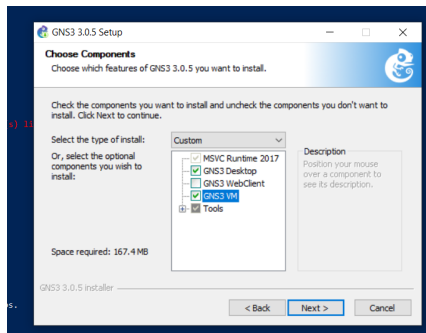 GNS3 3.0.5 Setup
Choose Components
Choose which features of GNS3 3.0.5 you want to install.
Check the components you want to install and uncheck the components you don't want to
install. Click Next to continue.
Select the type of install:
Custom
Or, select the optional
components you wish to
install:
MSVC Runtime 2017
GNS3 Desktop
GNS3 WebClient
GNS3 VM
Tools
Description
Position your mouse
over a component to
see its description.
Space required: 167.4 MB
GNS3 3.0.5 installer
< Back
Next >
Cancel